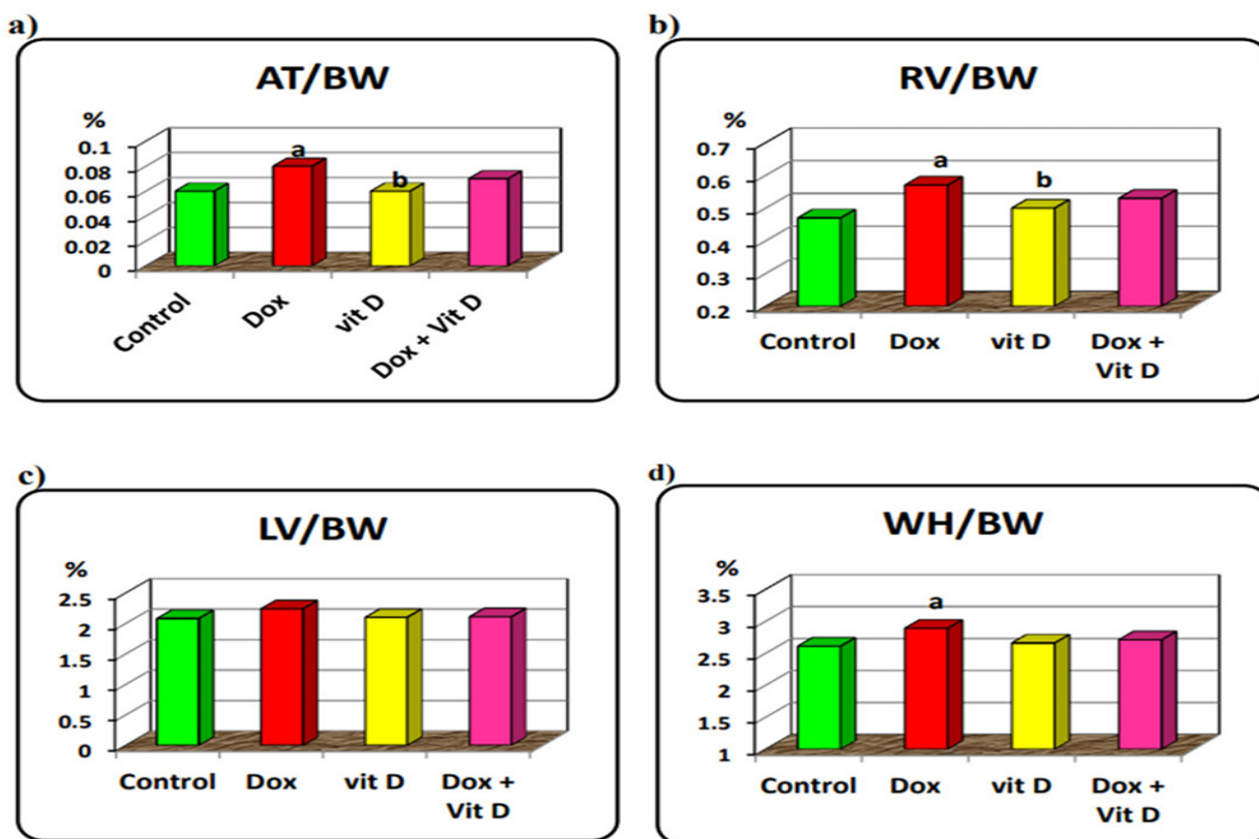 a)
AT/BW
%
0.1
0.08
0.06
0.04
0.02
0
a
b
Control
Dox
vit D
Dox + Vit D
b)
RV/BW
%
0.7
0.6
0.5
0.4
0.3
0.2
a
b
Control
Dox
vit D
Dox +
Vit D
c)
LV/BW
%
2.5
2
1.5
1
0.5
0
Control
Dox
vit D
Dox +
Vit D
d)
WH/BW
%
3.5
3
2.5
2
1.5
1
a
Control
Dox
vit D
Dox +
Vit D